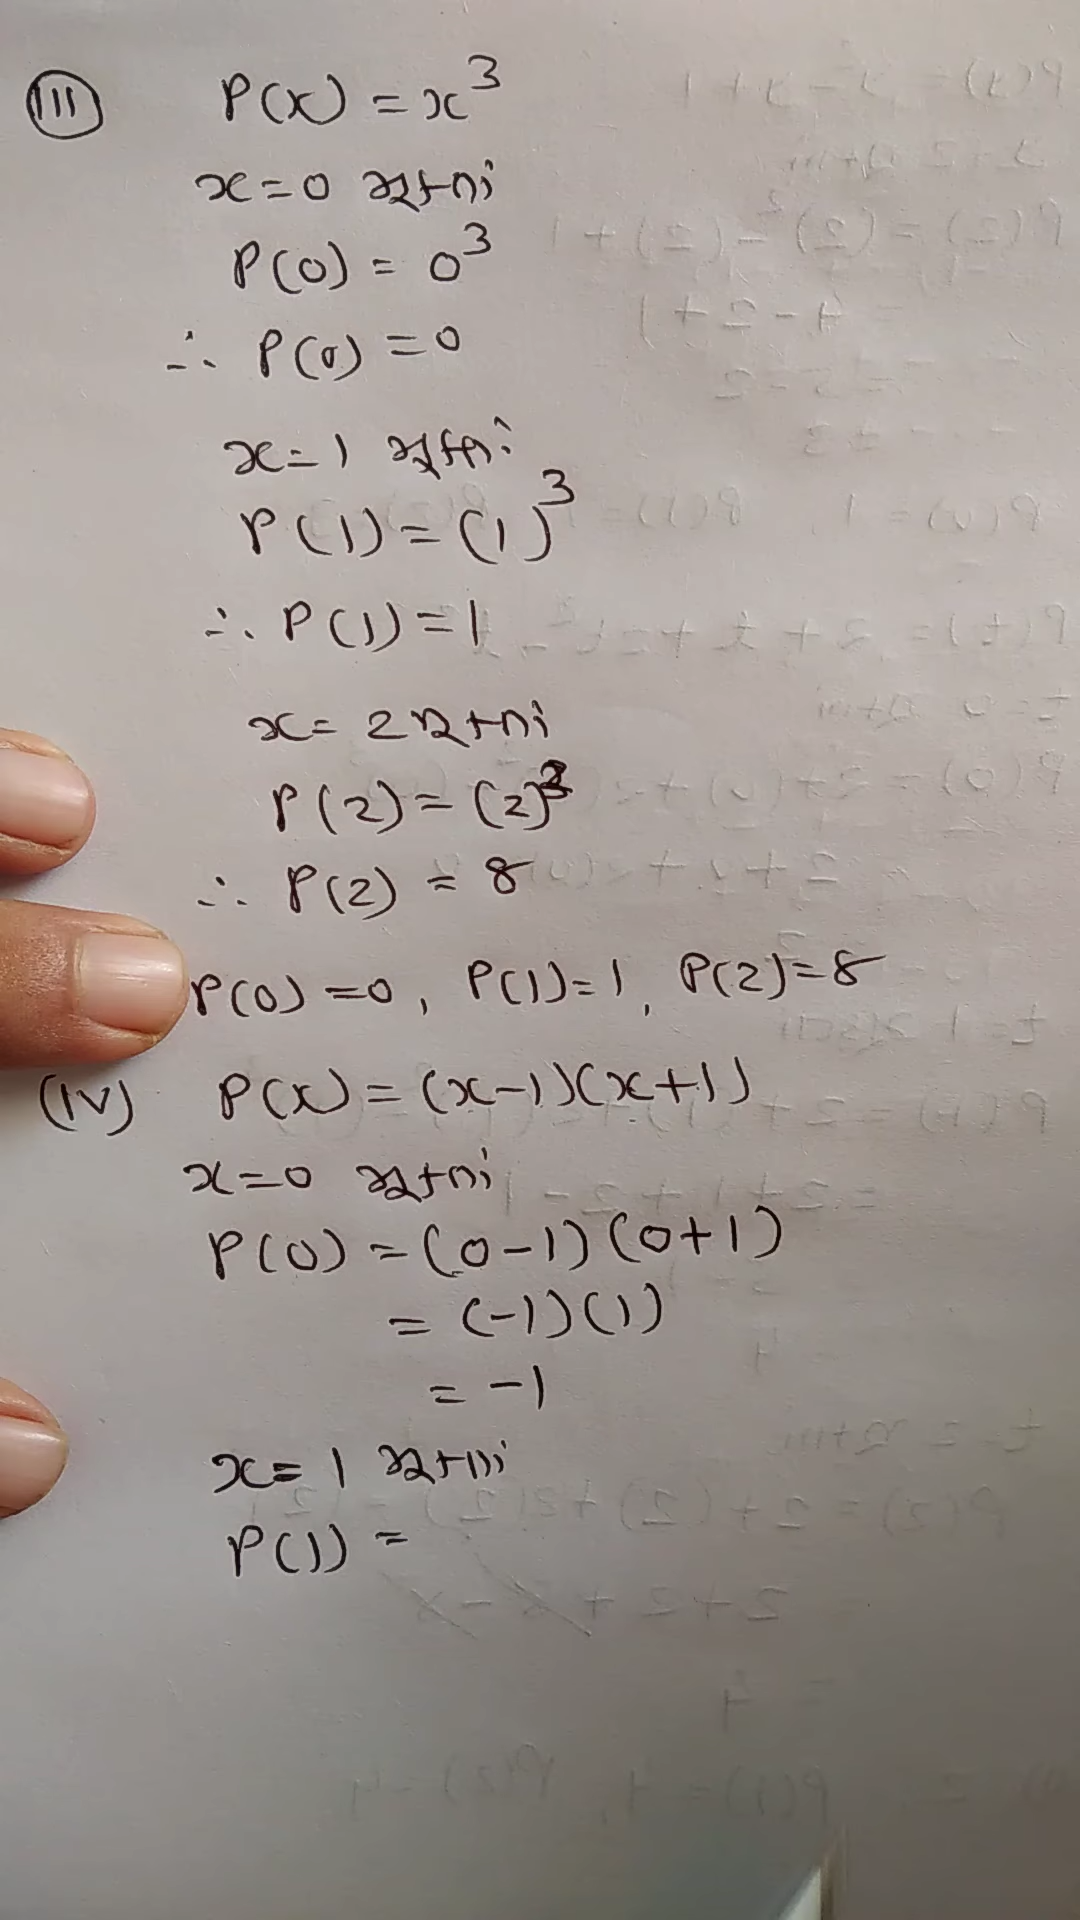 (iii) P(x) = x³
x=0
P(0) = 0³
∴ P(0) = 0
x=1
P(1) = (1)³
∴ P(1) = 1
x= 2
P(2) = (2)³
∴ P(2) = 8
P(0) =0, P(1)=1, P(2)=8
(iv) P(x) = (x-1)(x+1)
x=0
P(0) = (0-1)(0+1)
= (-1)(1)
= -1
x= 1
P(1) =